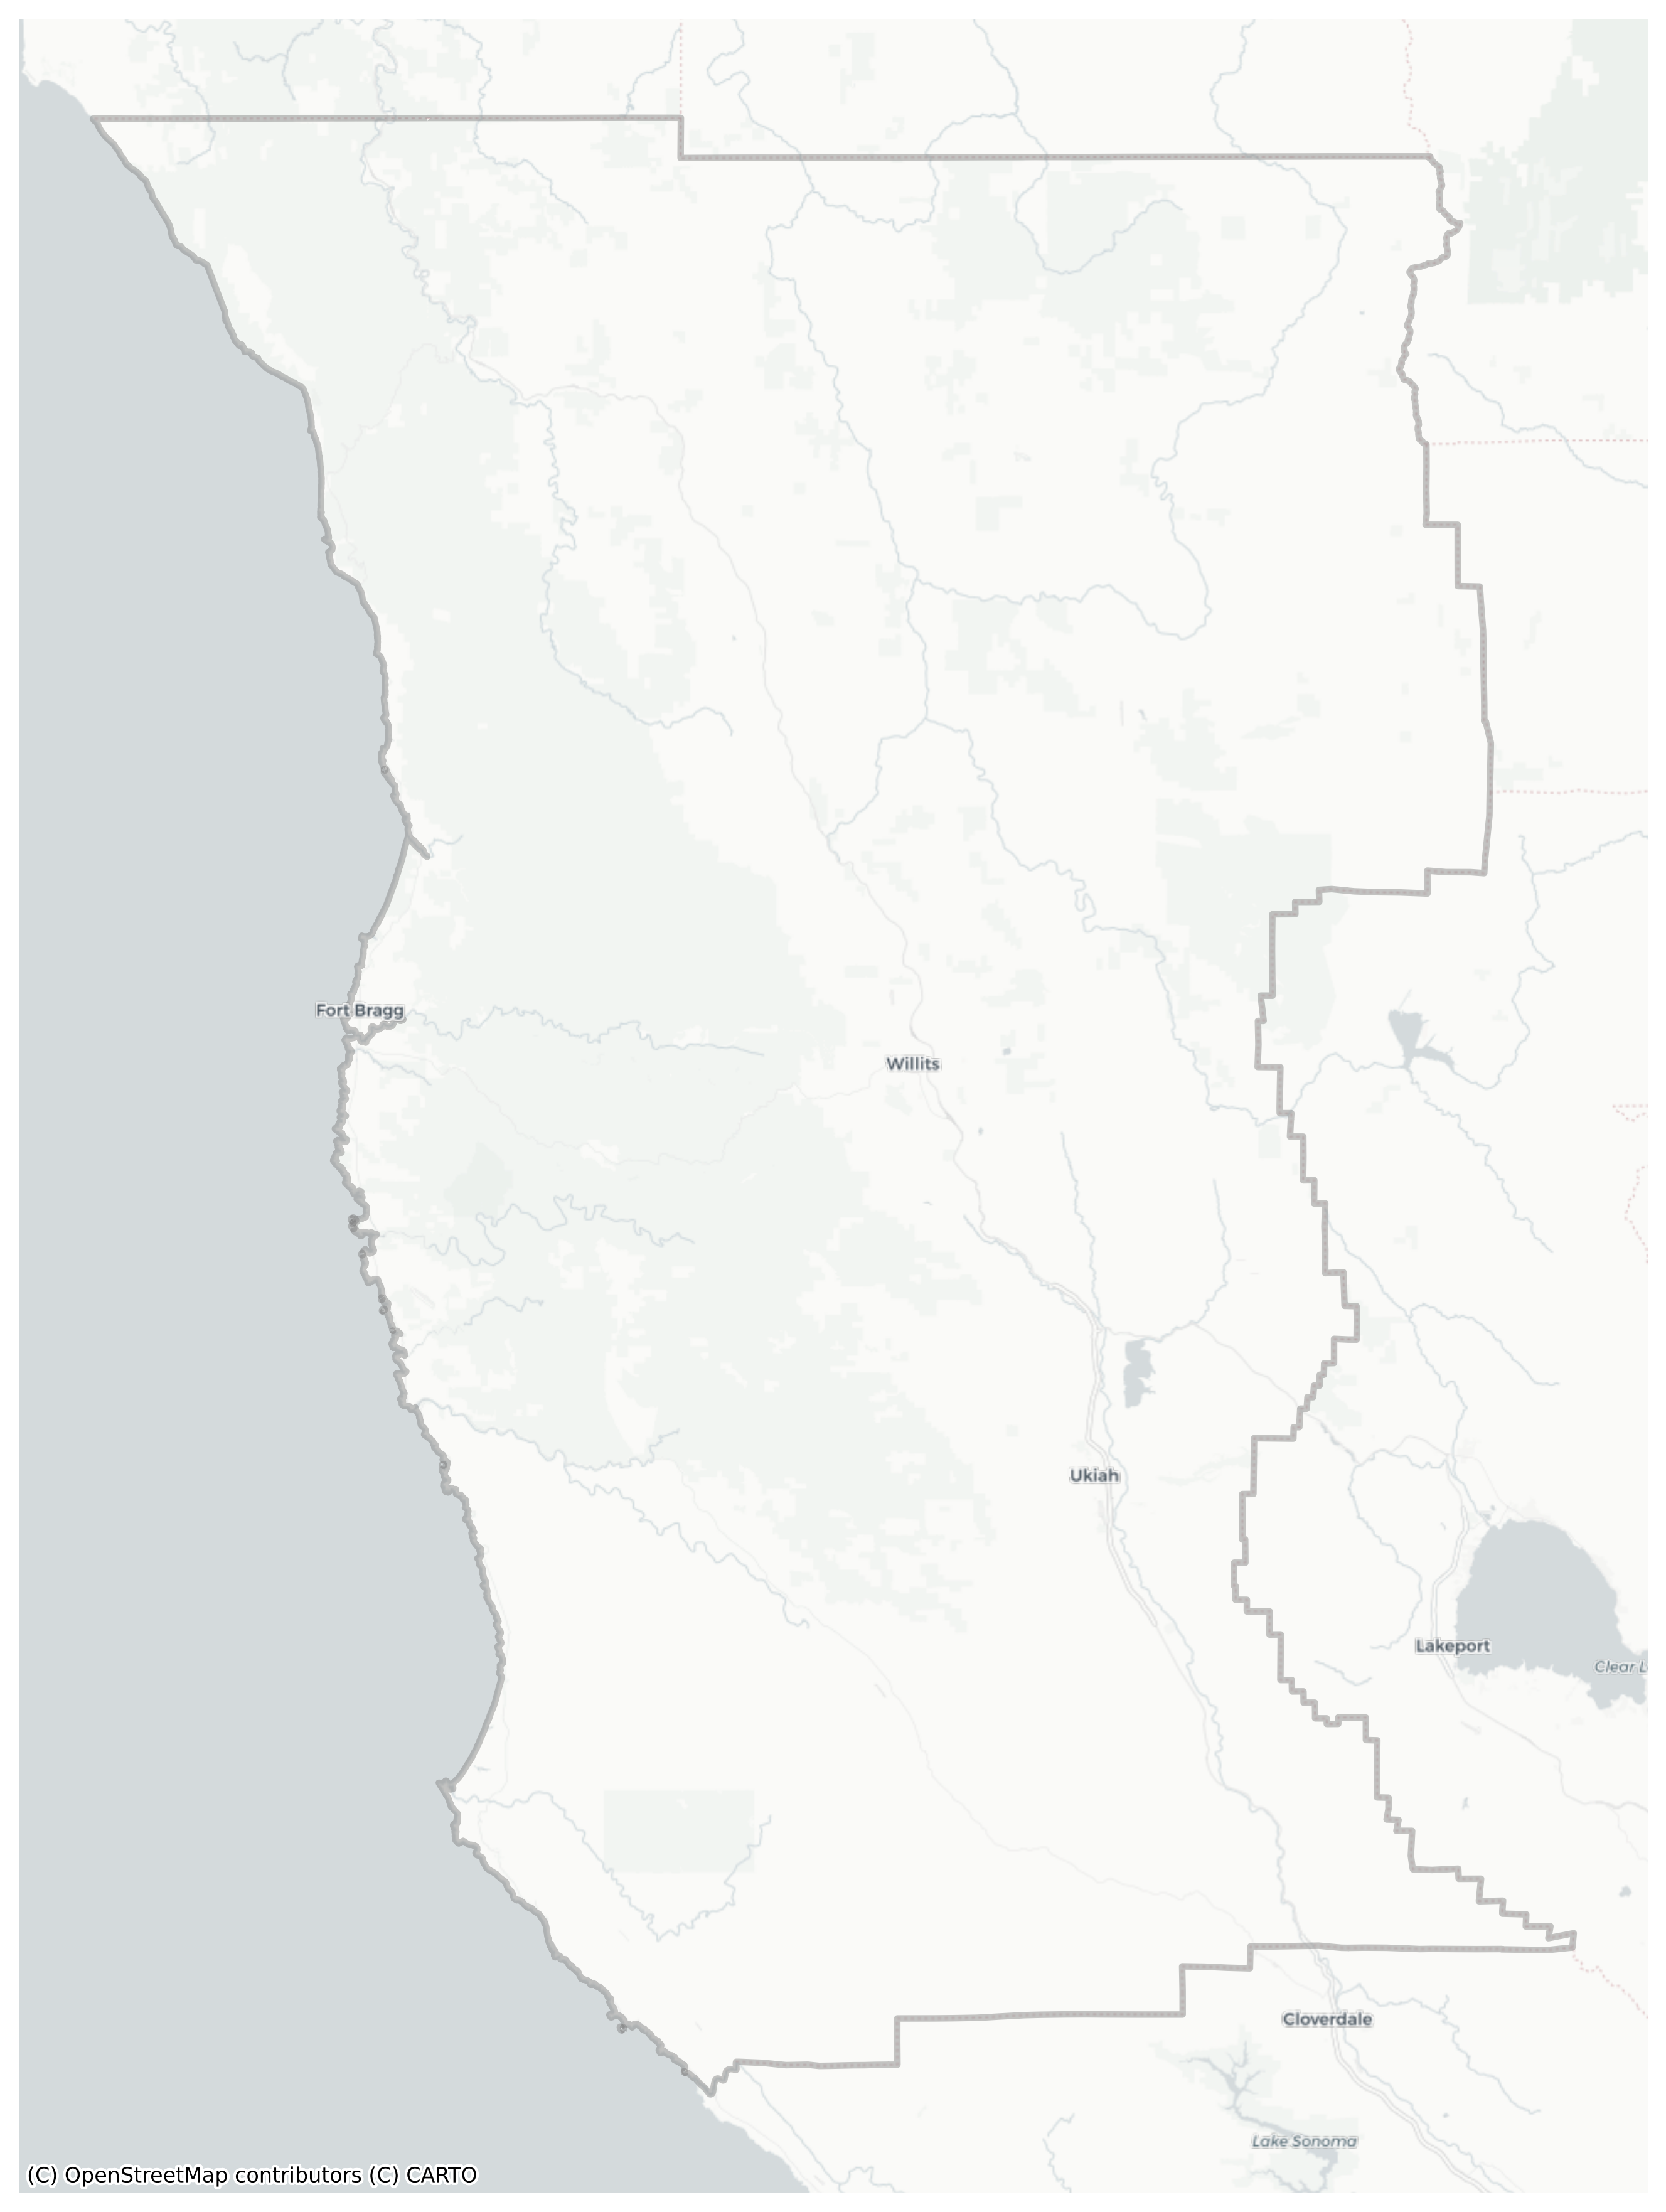 Fort Bragg
Willits
Ukiah
Lakeport
Clear L
Cloverdale
Lake Sonoma
(C) OpenStreetMap contributors (C) CARTO